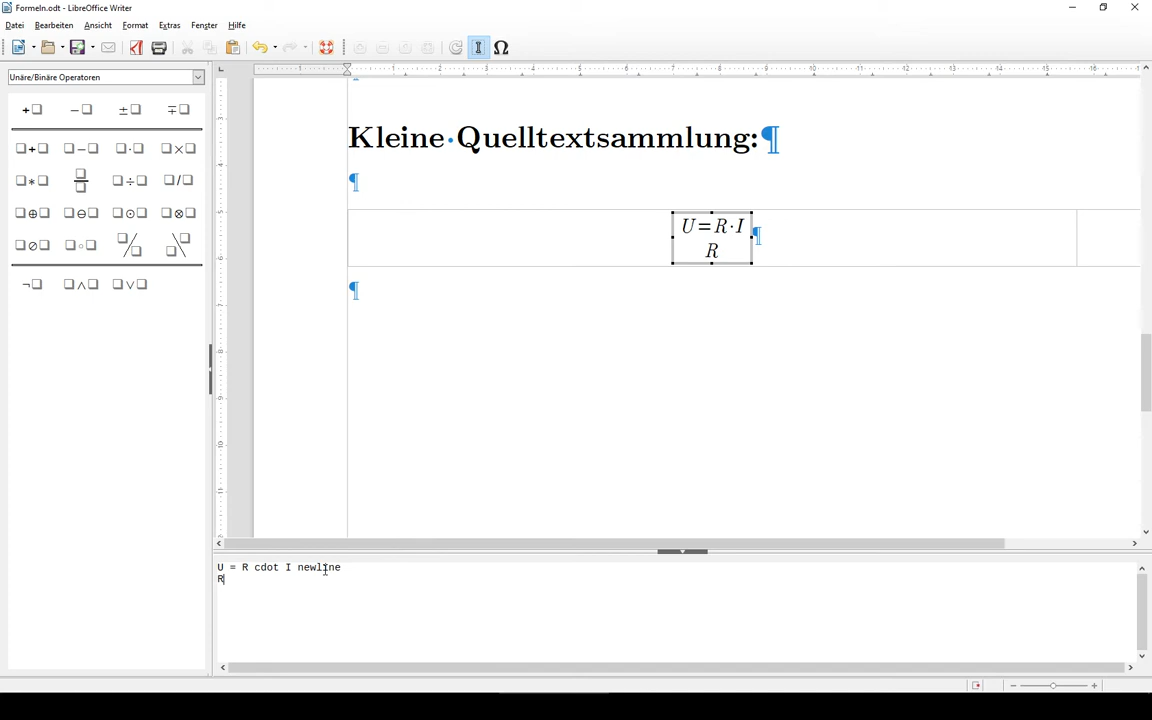 Formeln.odt - LibreOffice Writer
Datei Bearbeiten Ansicht Format Extras Fenster Hilfe
Unäre/Binäre Operatoren
Kleine Quelltextsammlung:¶
¶
U=R·I
R
¶
¶
U = R cdot I newline
R